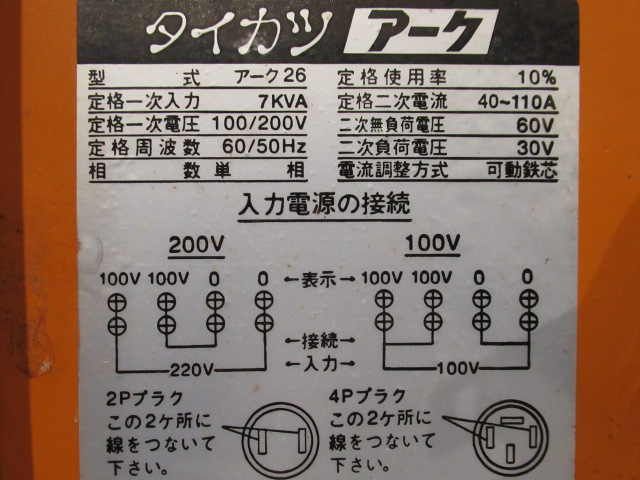 タイカツ アーク
型式 アーク26
定格一次入力 7KVA
定格一次電圧 100/200V
定格周波数 60/50Hz
相数 単相
定格使用率 10%
定格二次電流 40~110A
二次無負荷電圧 60V
二次負荷電圧 30V
電流調整方式 可動鉄芯
入力電源の接続
200V
100V
100V 100V 0 0
←表示→
100V 100V 0 0
←接続→
←入力→
220V
100V
2Pプラク
この2ケ所に
線をつないて
下さい。
4Pプラク
この2ケ所に
線をつないて
下さい。